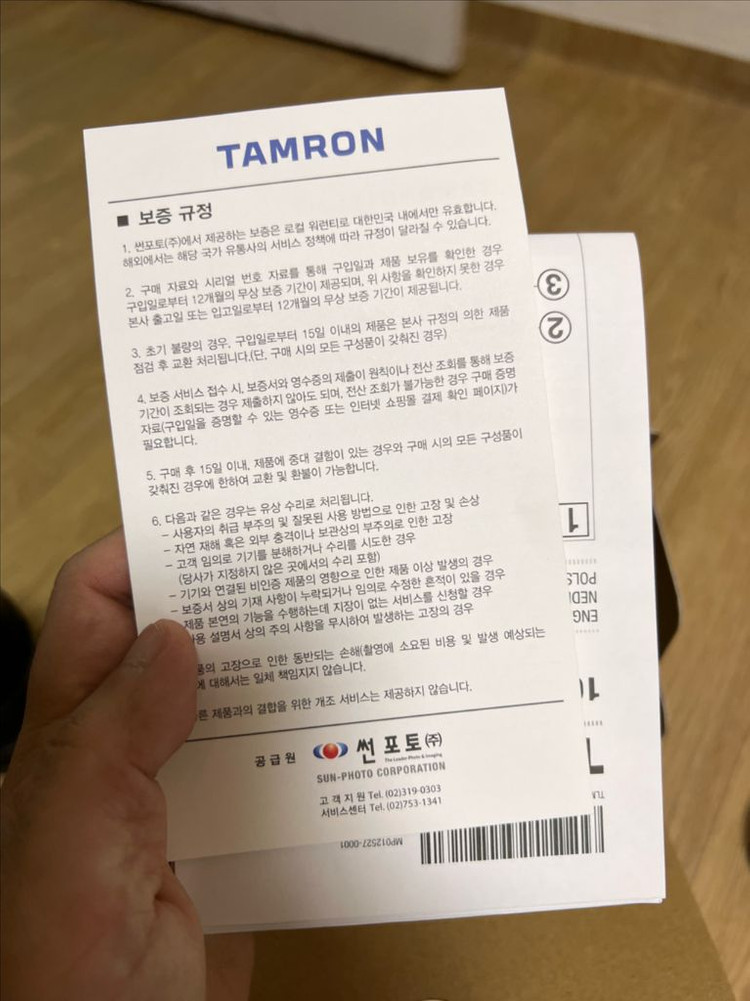 TAMRON
■ 보증 규정
1. 썬포토(주)에서 제공하는 보증은 로컬 워런티로 대한민국 내에서만 유효합니다.
해외에서는 해당 국가 유통사의 서비스 정책에 따라 규정이 달라질 수 있습니다.
2. 구매 자료와 시리얼 번호 자료를 통해 구입일과 제품 보유를 확인한 경우
구입일로부터 12개월의 무상 보증 기간이 제공되며, 위 사항을 확인하지 못한 경우
본사 출고일 또는 입고일로부터 12개월의 무상 보증 기간이 제공됩니다.
3. 초기 불량의 경우, 구입일로부터 15일 이내의 제품은 본사 규정의 의한 제품
점검 후 교환 처리됩니다.(단, 구매 시의 모든 구성품이 갖춰진 경우)
4. 보증 서비스 접수 시, 보증서와 영수증의 제출이 원칙이나 전산 조회를 통해 보증
기간이 조회되는 경우 제출하지 않아도 되며, 전산 조회가 불가능한 경우 구매 증명
자료(구입일을 증명할 수 있는 영수증 또는 인터넷 쇼핑몰 결제 확인 페이지)가
필요합니다.
5. 구매 후 15일 이내, 제품에 중대 결함이 있는 경우와 구매 시의 모든 구성품이
갖춰진 경우에 한하여 교환 및 환불이 가능합니다.
6. 다음과 같은 경우는 유상 수리로 처리됩니다.
- 사용자의 취급 부주의 및 잘못된 사용 방법으로 인한 고장 및 손상
- 자연 재해 혹은 외부 충격이나 보관상의 부주의로 인한 고장
- 고객 임의로 기기를 분해하거나 수리를 시도한 경우
(당사가 지정하지 않은 곳에서의 수리 포함)
- 기기와 연결된 비인증 제품의 영향으로 인한 제품 이상 발생의 경우
- 보증서 상의 기재 사항이 누락되거나 임의로 수정한 흔적이 있을 경우
제품 본연의 기능을 수행하는데 지장이 없는 서비스를 신청할 경우
용 설명서 상의 주의 사항을 무시하여 발생하는 고장의 경우
품의 고장으로 인한 동반되는 손해(촬영에 소요된 비용 및 발생 예상되는
에 대해서는 일체 책임지지 않습니다.
른 제품과의 결합을 위한 개조 서비스는 제공하지 않습니다.
공급원 썬포토(주)
The Leader Photo & Imaging
SUN-PHOTO CORPORATION
고객지원 Tel. (02)319-0303
서비스센터 Tel. (02)753-1341
3
2
1
POLS
NEDE
ENG
MP012527-0001